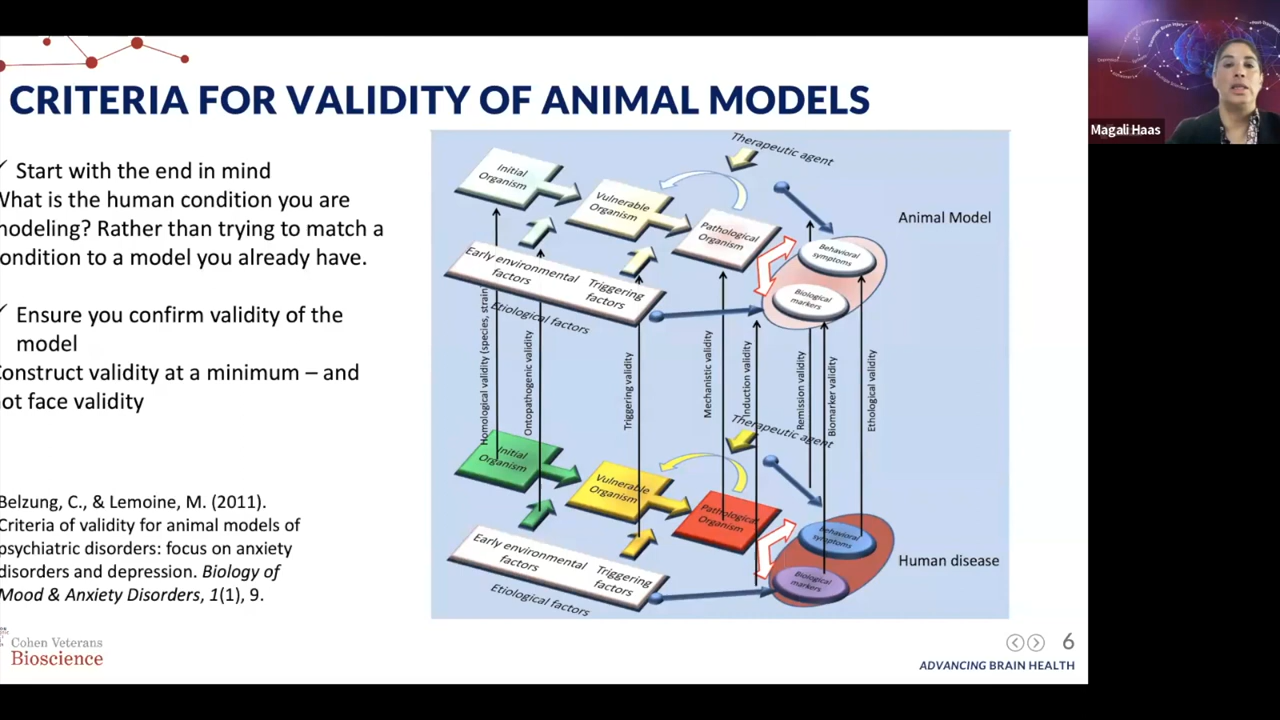 CRITERIA FOR VALIDITY OF ANIMAL MODELS
✓ Start with the end in mind
What is the human condition you are
modeling? Rather than trying to match a
condition to a model you already have.
✓ Ensure you confirm validity of the
model
Construct validity at a minimum – and
not face validity
Belzung, C., & Lemoine, M. (2011).
Criteria of validity for animal models of
psychiatric disorders: focus on anxiety
disorders and depression. Biology of
Mood & Anxiety Disorders, 1(1), 9.
Cohen Veterans
Bioscience
Therapeutic agent
Initial
Organism
Vulnerable
Organism
Pathological
Organism
Animal Model
Behavioral
symptoms
Biological
markers
Early environmental
factors
Triggering
factors
Etiological factors
Homological validity (species, strain
Ontopathogenic validity
Triggering validity
Mechanistic validity
Induction validity
Remission validity
Biomarker validity
Ethological validity
Therapeutic agent
Initial
Organism
Vulnerable
Organism
Pathological
Organism
Human disease
Behavioral
symptoms
Biological
markers
Early environmental
factors
Triggering
factors
Etiological factors
6
ADVANCING BRAIN HEALTH
Magali Haas